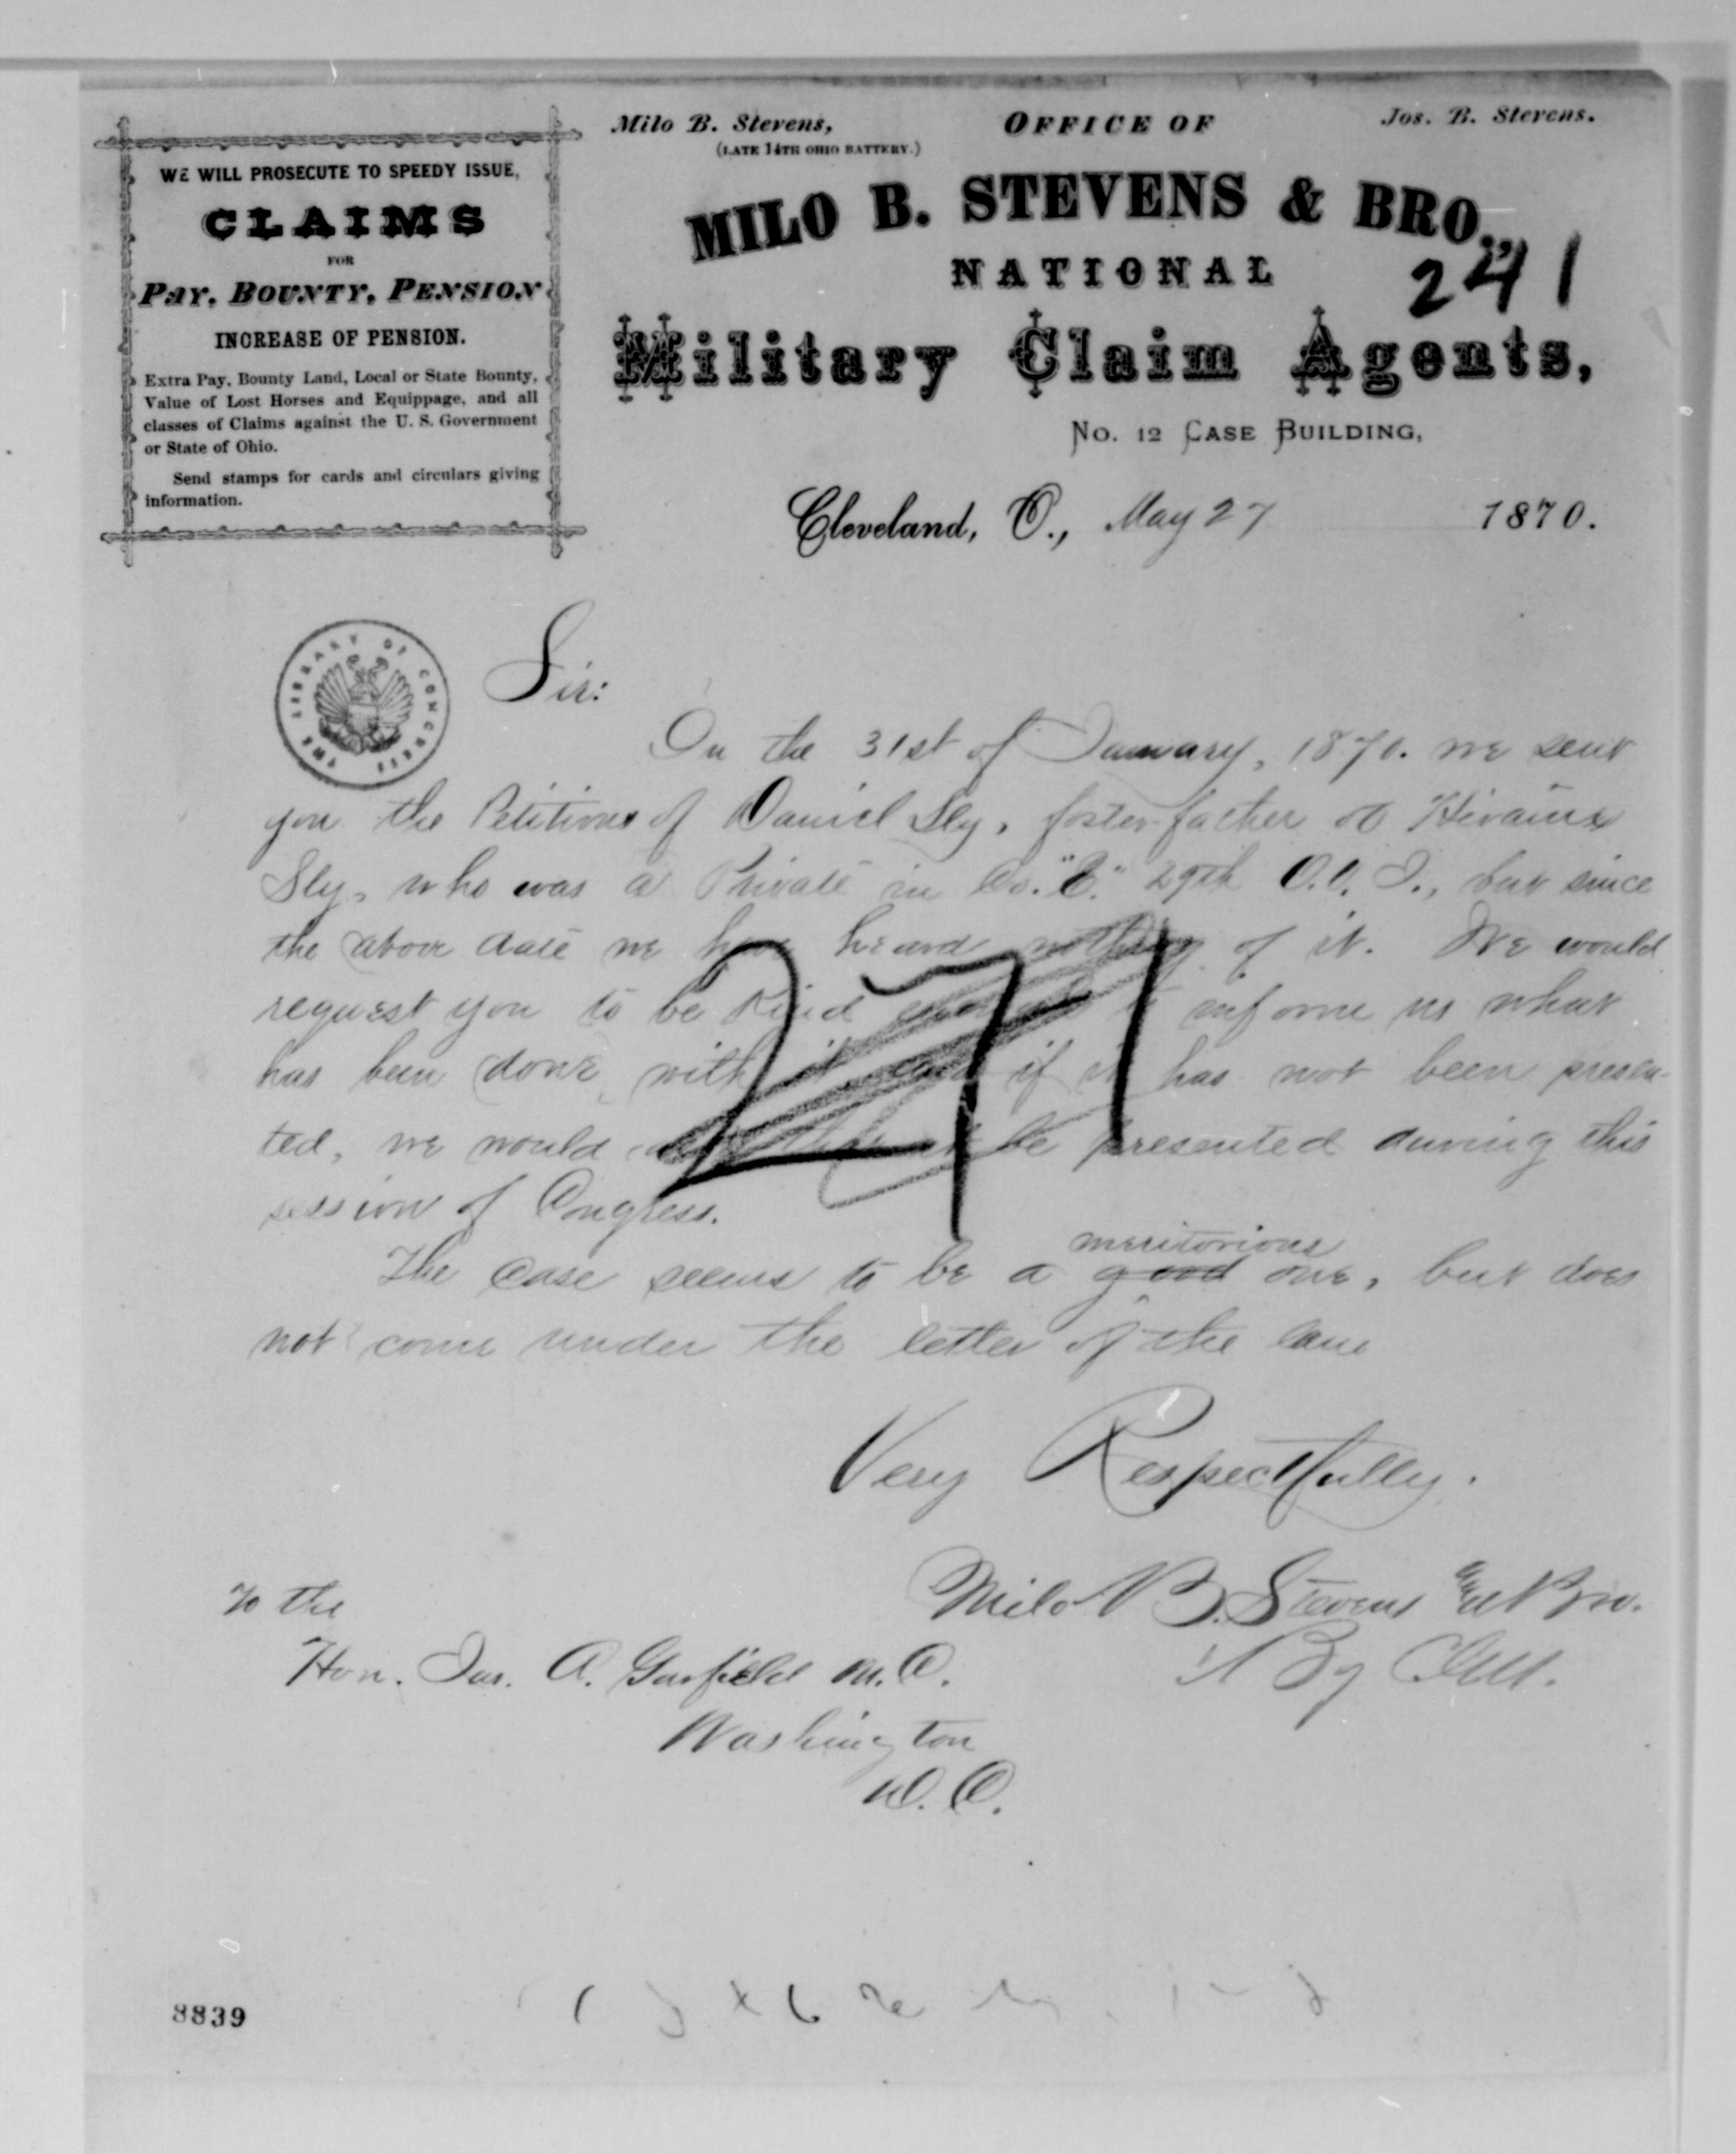 WE WILL PROSECUTE TO SPEEDY ISSUE,
CLAIMS
FOR
PAY, BOUNTY, PENSION
INCREASE OF PENSION.
Extra Pay, Bounty Land, Local or State Bounty,
Value of Lost Horses and Equippage, and all
classes of Claims against the U. S. Government
or State of Ohio.
Send stamps for cards and circulars giving
information.
Milo B. Stevens,
(LATE 14TH OHIO BATTERY.)
OFFICE OF
Jos. B. Stevens.
MILO B. STEVENS & BRO.,
241
NATIONAL
Military Claim Agents,
No. 12 CASE BUILDING,
Cleveland, O., May 27 1870.
THE LIBRARY OF CONGRESS
Sir:
On the 31st of January, 1870. we sent
you the Petition of Daniel Sly, foster father of Hiram
Sly, who was a Private in Co. "E." 29th O.V.I., but since
the above date we have heard nothing of it. We would
request you to be kind enough to inform us what
has been done with it and if it has not been presen-
ted, we would be presented during this
session of Congress.
271
The case seems to be a good meritorious one, but does
not come under the letter of the law
Very Respectfully.
Milo B. Stevens & Bro.
By
To the
Hon. Jas. A. Garfield M.C.
Washington
D.C.
8839